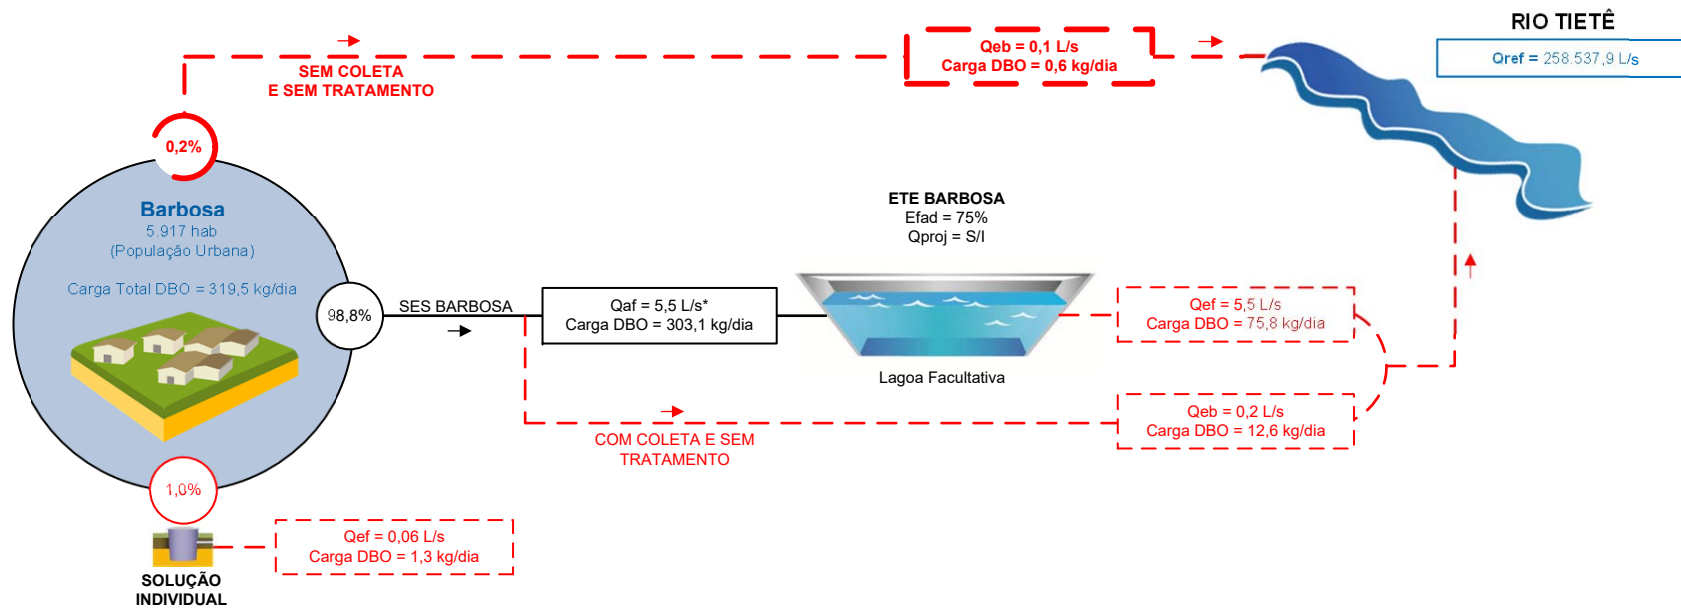 RIO TIETÊ
Qref = 258.537,9 L/s
Qeb = 0,1 L/s
Carga DBO = 0,6 kg/dia
SEM COLETA
E SEM TRATAMENTO
0,2%
Barbosa
5.917 hab
(População Urbana)
Carga Total DBO = 319,5 kg/dia
98,8%
SES BARBOSA
Qaf = 5,5 L/s*
Carga DBO = 303,1 kg/dia
ETE BARBOSA
Efad = 75%
Qproj = S/I
Lagoa Facultativa
Qef = 5,5 L/s
Carga DBO = 75,8 kg/dia
Qeb = 0,2 L/s
Carga DBO = 12,6 kg/dia
COM COLETA E SEM
TRATAMENTO
1,0%
Qef = 0,06 L/s
Carga DBO = 1,3 kg/dia
SOLUÇÃO
INDIVIDUAL